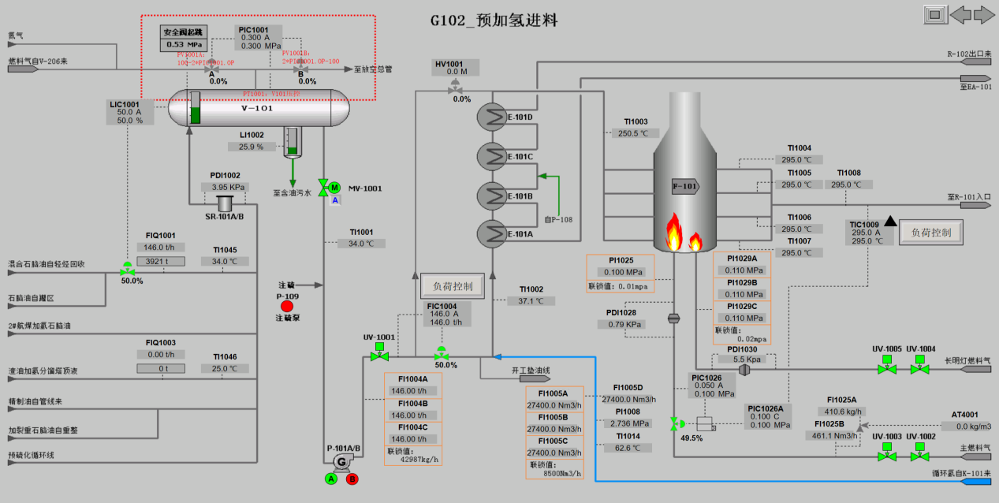 G102_预加氢进料
氮气
燃料气自V-206来
安全阀起跳
0.53 MPa
PIC1001
0.300 A
0.300 MPa
PV1001A:
100-2*PIC1001.OP
PV1001B:
2*PIC1001.OP-100
A
0.0%
B
0.0%
至放空总管
PT1001: V101压控
LIC1001
50.0 A
50.0 %
V-101
LI1002
25.9 %
至含油污水
PDI1002
3.95 KPa
SR-101A/B
M
A
MV-1001
TI1001
34.0 ℃
FIQ1001
146.0 t/h
3921 t
TI1045
34.0 ℃
混合石脑油自轻烃回收
50.0%
石脑油自罐区
2#航煤加氢石脑油
FIQ1003
0.00 t/h
0 t
TI1046
25.0 ℃
渣油加氢分馏塔顶液
精制油自管线来
加裂重石脑油自重整
预硫化循环线
注硫
P-109
注硫泵
P-101A/B
G
A
B
UV-1001
FI1004A
146.00 t/h
FI1004B
146.00 t/h
FI1004C
146.00 t/h
联锁值:
42987kg/h
HV1001
0.0 M
0.0%
E-101D
E-101C
E-101B
E-101A
自P-108
负荷控制
FIC1004
146.0 A
146.0 t/h
50.0%
TI1002
37.1 ℃
开工垫油线
FI1005A
27400.0 Nm3/h
FI1005B
27400.0 Nm3/h
FI1005C
27400.0 Nm3/h
联锁值:
8500Nm3/h
FI1005D
27400.0 Nm3/h
PI1008
2.736 MPa
TI1014
62.6 ℃
TI1003
250.5 ℃
F-101
TI1004
295.0 ℃
TI1005
295.0 ℃
TI1008
295.0 ℃
TI1006
295.0 ℃
TI1007
295.0 ℃
R-102出口来
至EA-101
至R-101入口
TIC1009
295.0 A
295.0 ℃
负荷控制
PI1025
0.100 MPa
联锁值: 0.01mpa
PI1029A
0.110 MPa
PI1029B
0.110 MPa
PI1029C
0.110 MPa
联锁值:
0.02mpa
PDI1028
0.79 KPa
PDI1030
5.5 Kpa
UV-1005
UV-1004
长明灯燃料气
PIC1026
0.050 A
0.100 MPa
49.5%
PIC1026A
0.100 C
0.100 MPa
FI1025A
410.6 kg/h
FI1025B
461.1 Nm3/h
AT4001
0.0 kg/m3
UV-1003
UV-1002
主燃料气
循环氢自K-101来